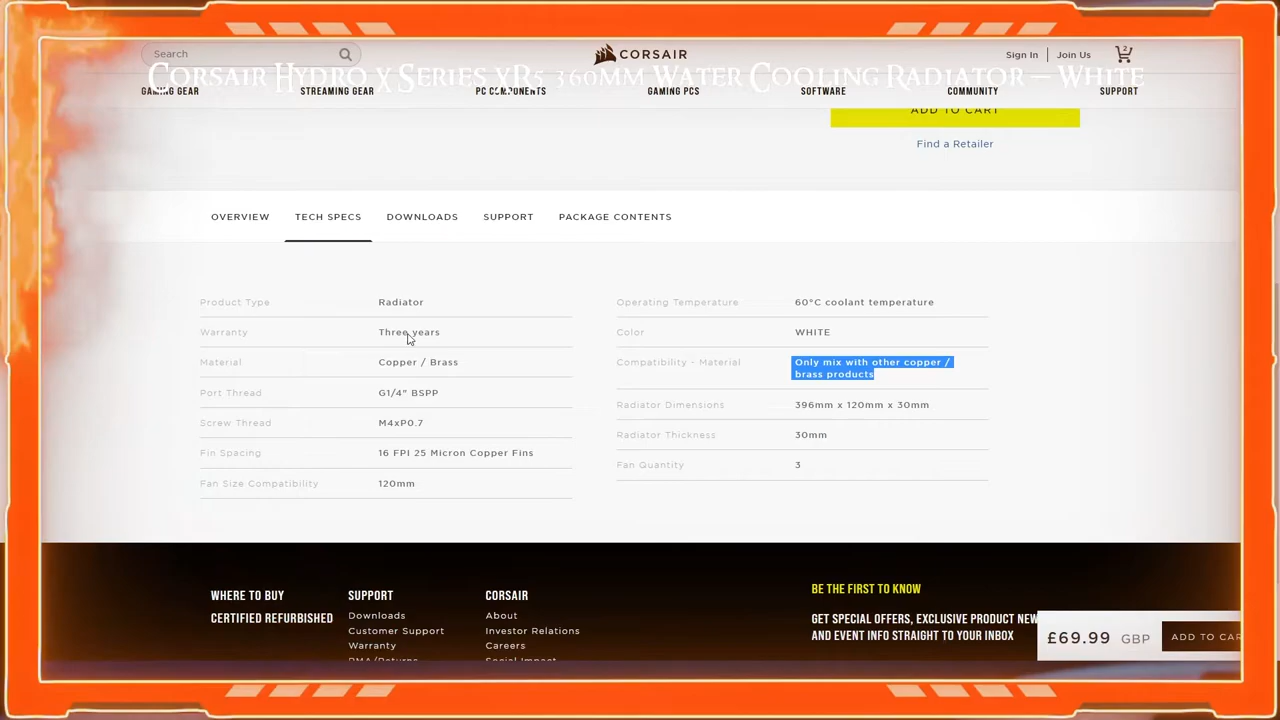 Search
CORSAIR
Sign In
Join Us
2
Corsair Hydro X Series XR5 360mm Water Cooling Radiator – White
GAMING GEAR
STREAMING GEAR
PC COMPONENTS
GAMING PCS
SOFTWARE
COMMUNITY
SUPPORT
ADD TO CART
Find a Retailer
OVERVIEW
TECH SPECS
DOWNLOADS
SUPPORT
PACKAGE CONTENTS
Product Type Radiator
Warranty Three years
Material Copper / Brass
Port Thread G1/4" BSPP
Screw Thread M4xP0.7
Fin Spacing 16 FPI 25 Micron Copper Fins
Fan Size Compatibility 120mm
Operating Temperature 60°C coolant temperature
Color WHITE
Compatibility - Material Only mix with other copper /
brass products
Radiator Dimensions 396mm x 120mm x 30mm
Radiator Thickness 30mm
Fan Quantity 3
WHERE TO BUY
CERTIFIED REFURBISHED
SUPPORT
Downloads
Customer Support
Warranty
RMA/Returns
CORSAIR
About
Investor Relations
Careers
Social Impact
BE THE FIRST TO KNOW
GET SPECIAL OFFERS, EXCLUSIVE PRODUCT NEW
AND EVENT INFO STRAIGHT TO YOUR INBOX
£69.99 GBP
ADD TO CAR